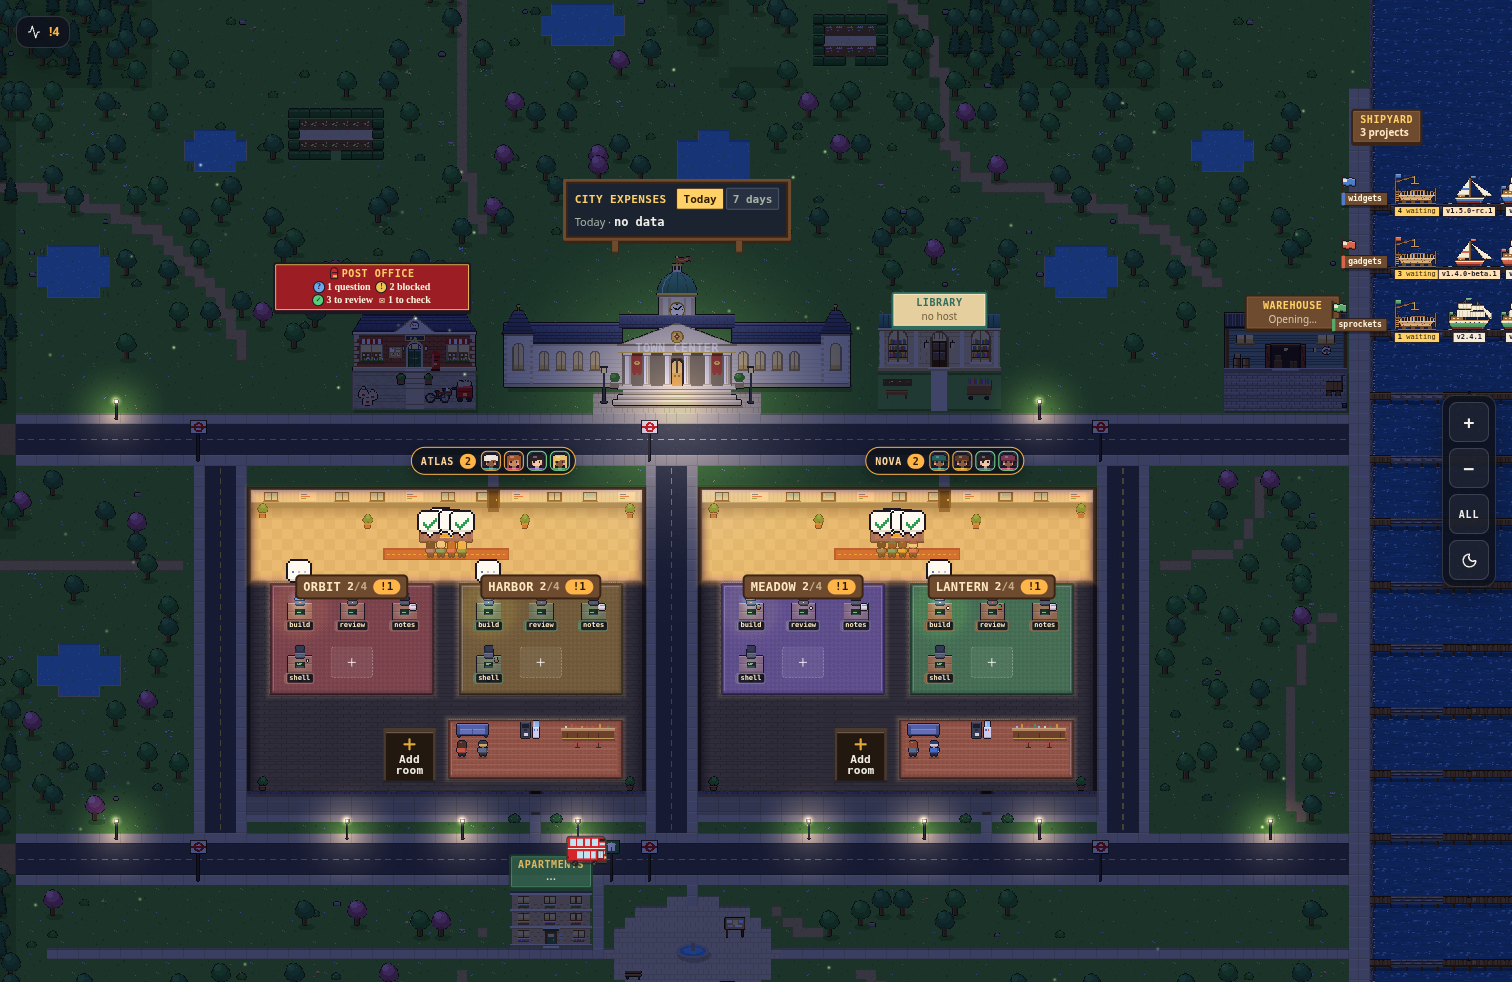 !4
SHIPYARD
3 projects
CITY EXPENSES Today 7 days
Today · no data
widgets
4 waiting v1.5.0-rc.1
gadgets
3 waiting v1.4.0-beta.1
sprockets
1 waiting v2.4.1
POST OFFICE
? 1 question ! 2 blocked
✓ 3 to review ✉ 1 to check
LIBRARY
no host
WAREHOUSE
Opening...
TOWN CENTER
+
−
ALL
ATLAS 2
NOVA 2
ORBIT 2/4 !1
HARBOR 2/4 !1
MEADOW 2/4 !1
LANTERN 2/4 !1
build review notes
build review notes
build review notes
build review notes
shell +
shell +
shell +
shell +
+
Add
room
+
Add
room
APARTMENTS
...